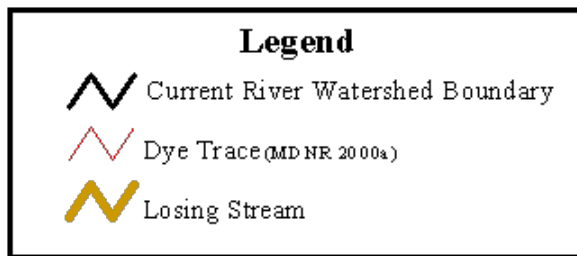 Legend
Current River Watershed Boundary
Dye Trace (MDNR 2000a)
Losing Stream